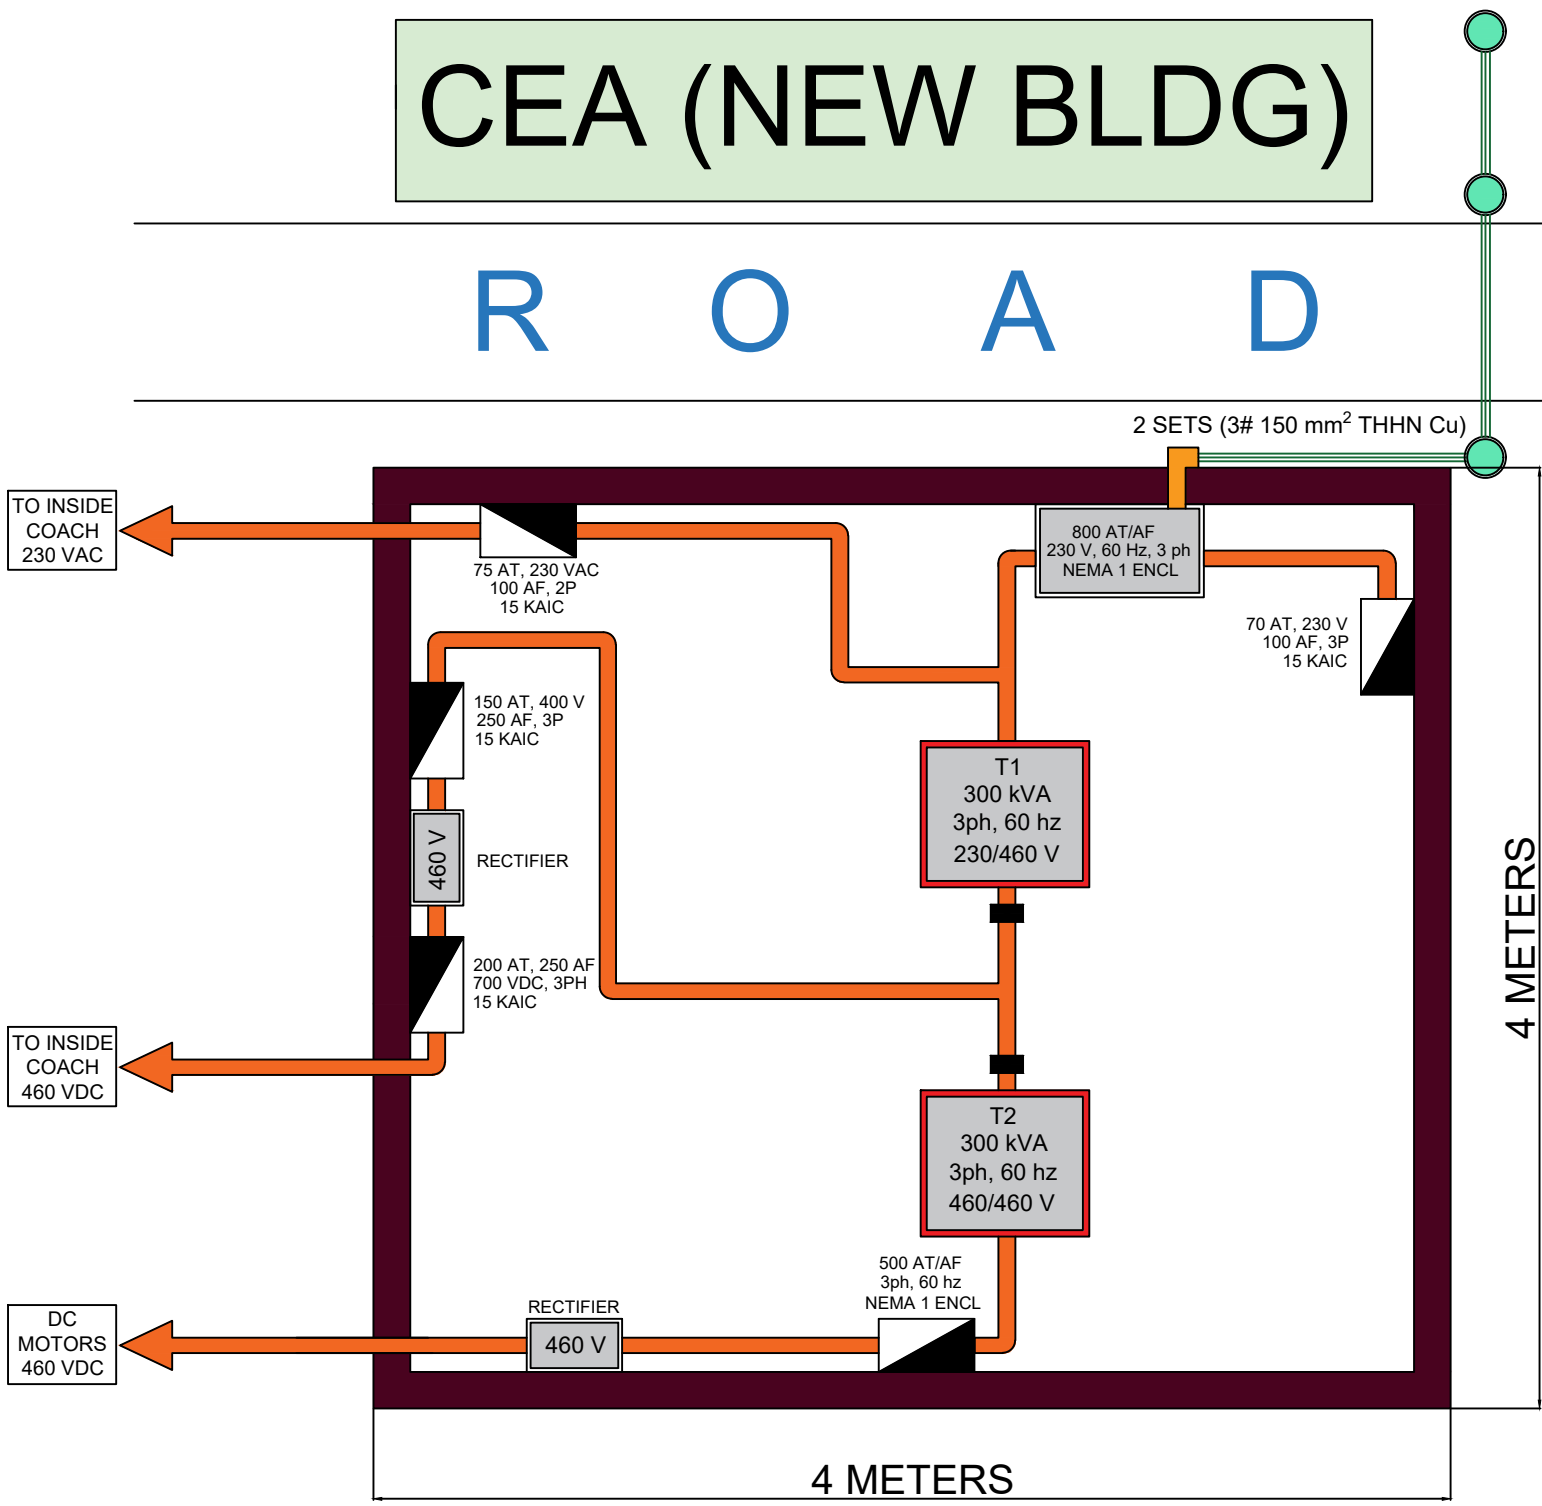 CEA (NEW BLDG)
R O A D
2 SETS (3# 150 mm² THHN Cu)
TO INSIDE
COACH
230 VAC
75 AT, 230 VAC
100 AF, 2P
15 KAIC
800 AT/AF
230 V, 60 Hz, 3 ph
NEMA 1 ENCL
70 AT, 230 V
100 AF, 3P
15 KAIC
150 AT, 400 V
250 AF, 3P
15 KAIC
T1
300 kVA
3ph, 60 hz
230/460 V
460 V
RECTIFIER
200 AT, 250 AF
700 VDC, 3PH
15 KAIC
4 METERS
TO INSIDE
COACH
460 VDC
T2
300 kVA
3ph, 60 hz
460/460 V
500 AT/AF
3ph, 60 hz
NEMA 1 ENCL
RECTIFIER
460 V
DC
MOTORS
460 VDC
4 METERS